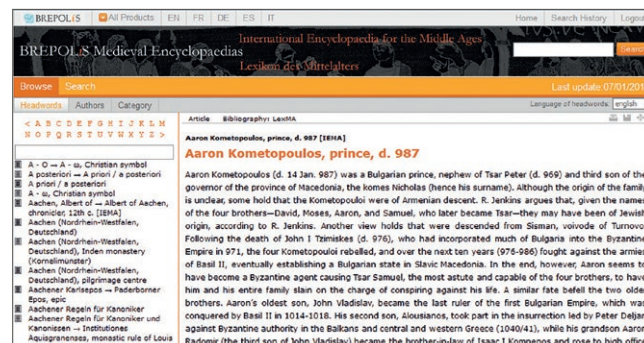 BREPOLiS All Products EN FR DE ES IT Home Search History Logout
International Encyclopaedia for the Middle Ages
BREPOLiS Medieval Encyclopaedias
Lexikon des Mittelalters
Browse Search Last update:07/01/201
Headwords Authors Category Language of headwords: english
< A B C D E F G H I J K L M
N O P Q R S T U V W X Y Z >
A - O → A - ω, Christian symbol
A posteriori → A priori / a posteriori
A priori / a posteriori
A - ω, Christian symbol
Aachen, Albert of → Albert of Aachen,
chronicler, 12th c. [IEMA]
Aachen (Nordrhein-Westfalen,
Deutschland)
Aachen (Nordrhein-Westfalen,
Deutschland), Inden monastery
(Kornelimünster)
Aachen (Nordrhein-Westfalen,
Deutschland), pilgrimage centre
Aachener Karlsepos → Paderborner
Epos, epic
Aachener Regeln für Kanoniker
Aachener Regeln für Kanoniker und
Kanonissen → Institutiones
Aquisgranenses, monastic rule of Louis
Article Bibliography: LexMA
Aaron Kometopoulos, prince, d. 987 [IEMA]
Aaron Kometopoulos, prince, d. 987
Aaron Kometopoulos (d. 14 Jan. 987) was a Bulgarian prince, nephew of Tsar Peter (d. 969) and third son of the
governor of the province of Macedonia, the komes Nicholas (hence his surname). Although the origin of the family
is unclear, some hold that the Kometopouloi were of Armenian descent. R. Jenkins argues that, given the names
of the four brothers—David, Moses, Aaron, and Samuel, who later became Tsar—they may have been of Jewish
origin, according to R. Jenkins. Another view holds that were descended from Sisman, voivode of Turnovo.
Following the death of John I Tzimiskes (d. 976), who had incorporated much of Bulgaria into the Byzantine
Empire in 971, the four Kometopouloi rebelled, and over the next ten years (975-986) fought against the armies
of Basil II, eventually establishing a Bulgarian state in Slavic Macedonia. In the end, however, Aaron seems to
have become a Byzantine agent causing Tsar Samuel, the most astute and capable of the four brothers, to have
him and his entire family slain on the charge of conspiring against his life. A similar fate befell the two older
brothers. Aaron's oldest son, John Vladislav, became the last ruler of the first Bulgarian Empire, which was
conquered by Basil II in 1014-1018. His second son, Alousianos, took part in the insurrection led by Peter Deljan
against Byzantine authority in the Balkans and central and western Greece (1040/41), while his grandson Aaron
Radomir (the third son of John Vladislav) became the brother-in-law of Isaac I Komnenos and rose to high office